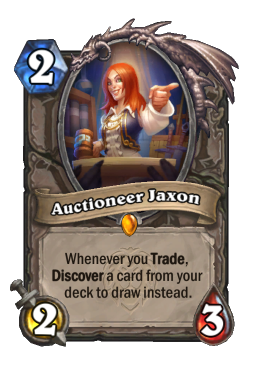 2
Auctioneer Jaxon
Whenever you Trade,
Discover a card from your
deck to draw instead.
2
3